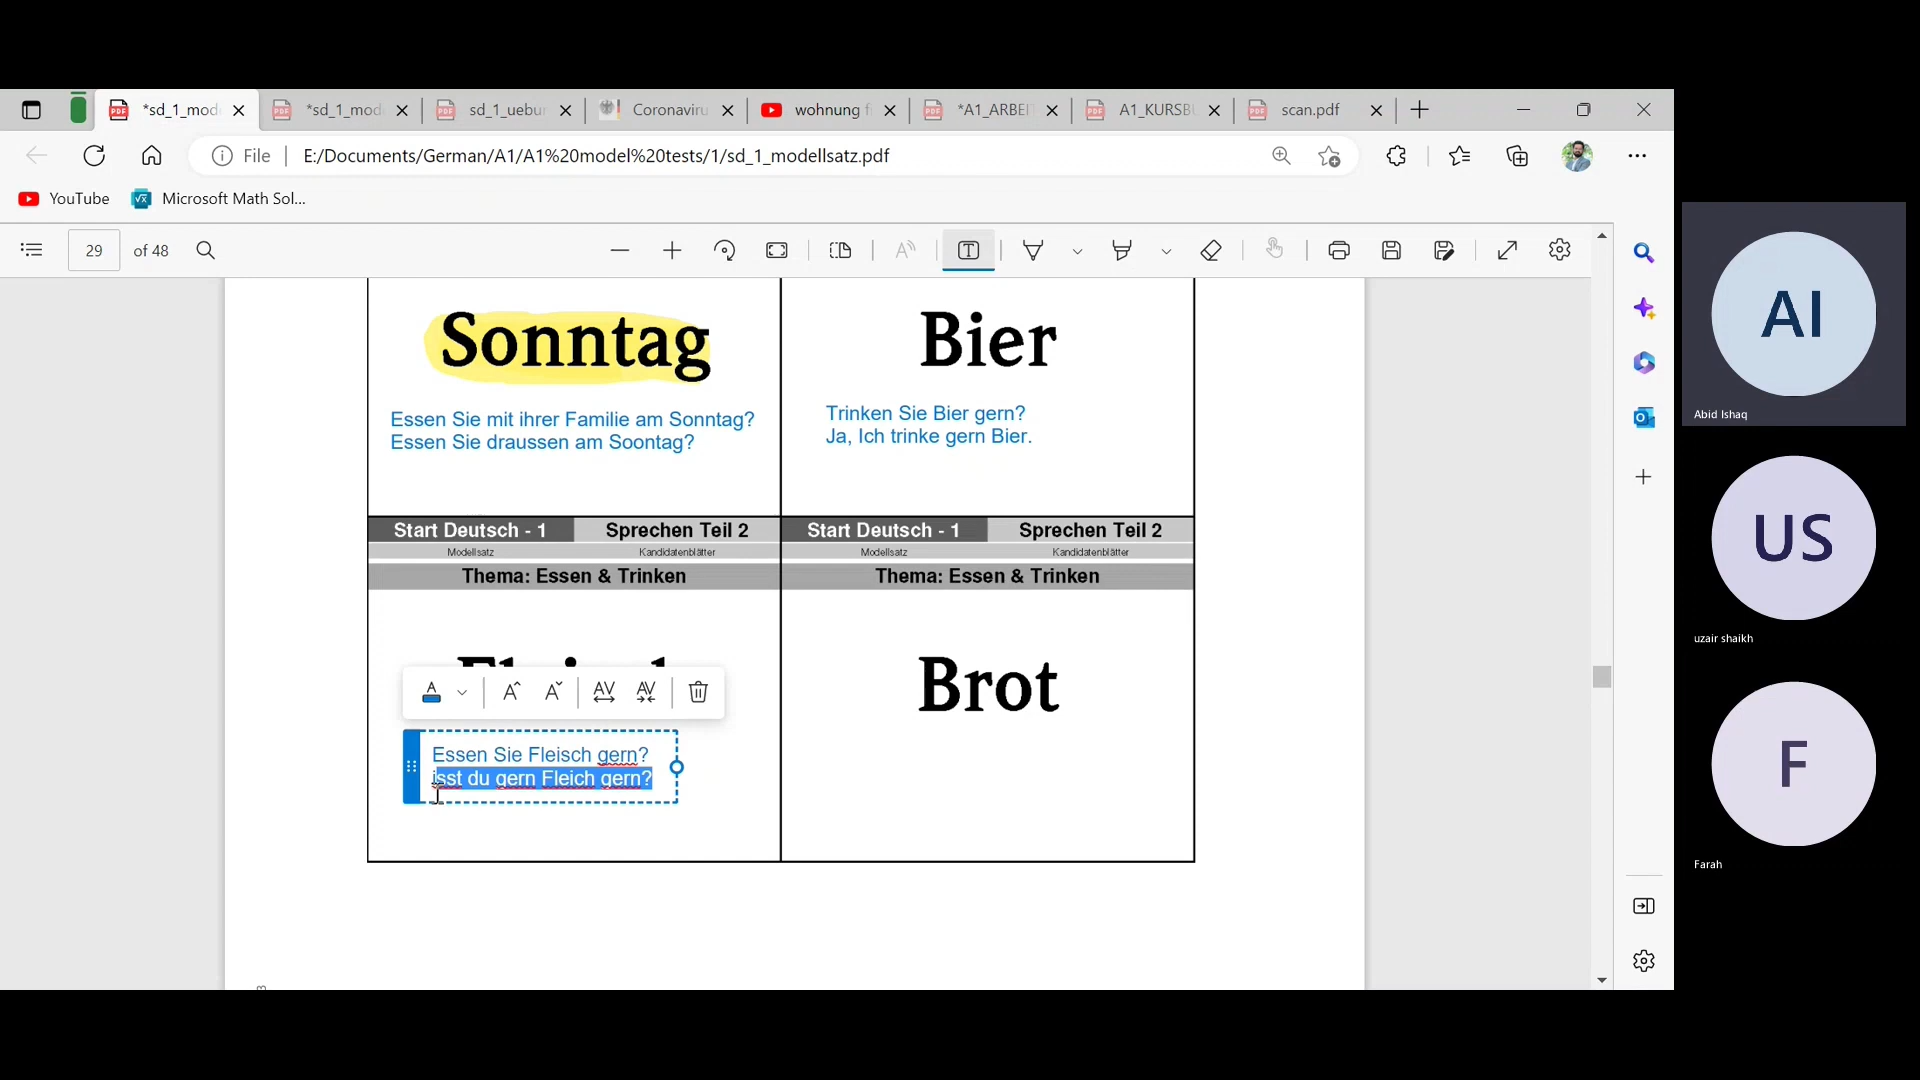 *sd_1_mod
*sd_1_mod
sd_1_uebur
Coronaviru
wohnung f
*A1_ARBEI
A1_KURSBU
scan.pdf
File
E:/Documents/German/A1/A1%20model%20tests/1/sd_1_modellsatz.pdf
YouTube
Microsoft Math Sol...
29 of 48
Sonntag
Essen Sie mit ihrer Familie am Sonntag?
Essen Sie draussen am Soontag?
Bier
Trinken Sie Bier gern?
Ja, Ich trinke gern Bier.
Start Deutsch - 1 Sprechen Teil 2
Modellsatz Kandidatenblätter
Thema: Essen & Trinken
Start Deutsch - 1 Sprechen Teil 2
Modellsatz Kandidatenblätter
Thema: Essen & Trinken
Essen Sie Fleisch gern?
isst du gern Fleich gern?
Brot
AI
Abid Ishaq
US
uzair shaikh
F
Farah